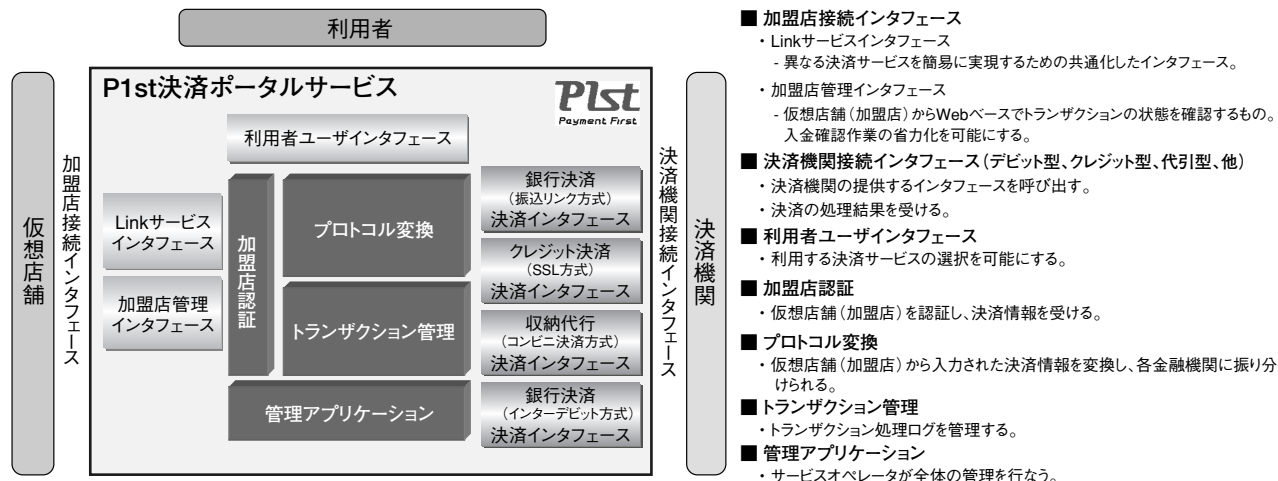 利用者
仮想店舗
加盟店接続インタフェース
P1st決済ポータルサービス
P1st
Payment First
利用者ユーザインタフェース
Linkサービス
インタフェース
加盟店管理
インタフェース
加盟店認証
プロトコル変換
トランザクション管理
管理アプリケーション
銀行決済
(振込リンク方式)
決済インタフェース
クレジット決済
(SSL方式)
決済インタフェース
収納代行
(コンビニ決済方式)
決済インタフェース
銀行決済
(インターデビット方式)
決済インタフェース
決済機関接続インタフェース
決済機関
■ 加盟店接続インタフェース
・Linkサービスインタフェース
- 異なる決済サービスを簡易に実現するための共通化したインタフェース。
・加盟店管理インタフェース
- 仮想店舗(加盟店)からWebベースでトランザクションの状態を確認するもの。
入金確認作業の省力化を可能にする。
■ 決済機関接続インタフェース(デビット型、クレジット型、代引型、他)
・決済機関の提供するインタフェースを呼び出す。
・決済の処理結果を受ける。
■ 利用者ユーザインタフェース
・利用する決済サービスの選択を可能にする。
■ 加盟店認証
・仮想店舗(加盟店)を認証し、決済情報を受ける。
■ プロトコル変換
・仮想店舗(加盟店)から入力された決済情報を変換し、各金融機関に振り分
けられる。
■ トランザクション管理
・トランザクション処理ログを管理する。
■ 管理アプリケーション
・サービスオペレータが全体の管理を行なう。